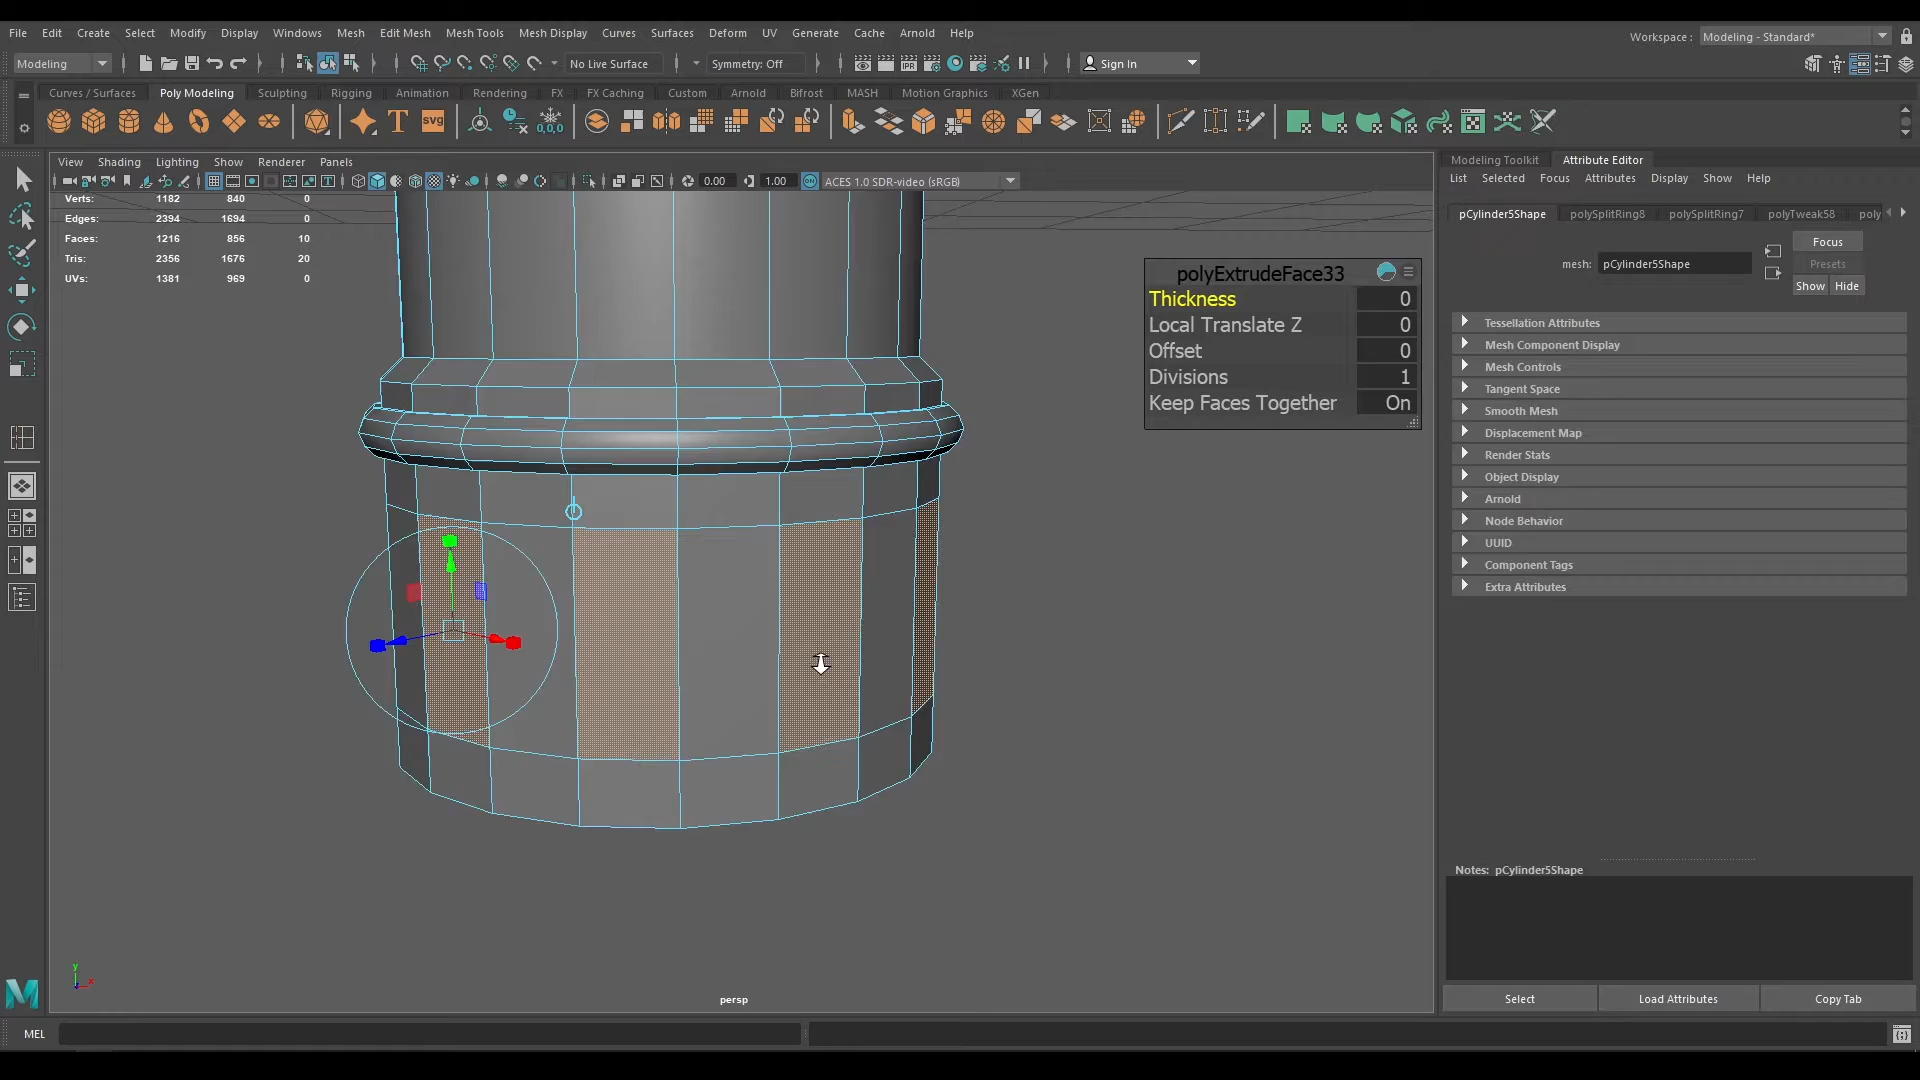 File Edit Create Select Modify Display Windows Mesh Edit Mesh Mesh Tools Mesh Display Curves Surfaces Deform UV Generate Cache Arnold Help
Workspace : Modeling - Standard*
Modeling
No Live Surface
Symmetry: Off
Sign In
Curves / Surfaces Poly Modeling Sculpting Rigging Animation Rendering FX FX Caching Custom Arnold Bifrost MASH Motion Graphics XGen
T svg 0,0,0
View Shading Lighting Show Renderer Panels
0.00 1.00 ON ACES 1.0 SDR-video (sRGB)
Verts: 1182 840 0
Edges: 2394 1694 0
Faces: 1216 856 10
Tris: 2356 1676 20
UVs: 1381 969 0
polyExtrudeFace33
Thickness 0
Local Translate Z 0
Offset 0
Divisions 1
Keep Faces Together On
persp
y
x
Modeling Toolkit Attribute Editor
List Selected Focus Attributes Display Show Help
pCylinder5Shape polySplitRing8 polySplitRing7 polyTweak58 poly
Focus
mesh: pCylinder5Shape
Presets
Show Hide
Tessellation Attributes
Mesh Component Display
Mesh Controls
Tangent Space
Smooth Mesh
Displacement Map
Render Stats
Object Display
Arnold
Node Behavior
UUID
Component Tags
Extra Attributes
Notes: pCylinder5Shape
Select Load Attributes Copy Tab
M
MEL